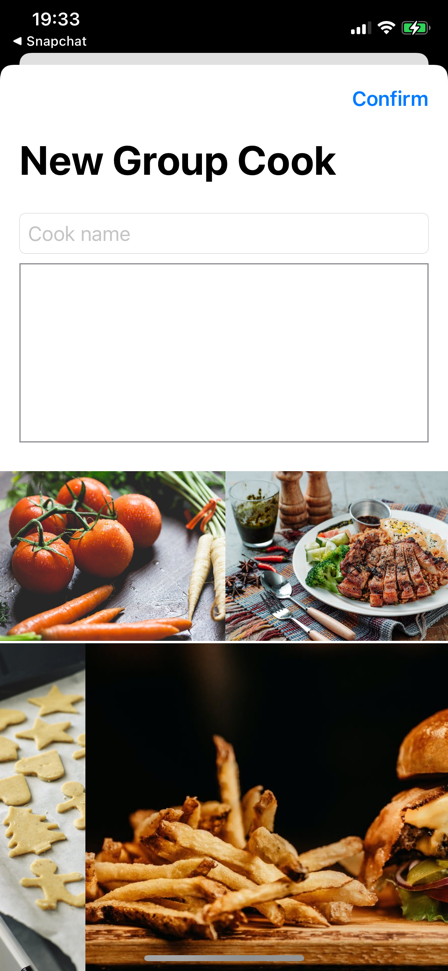 19:33
◀ Snapchat
Confirm
New Group Cook
Cook name